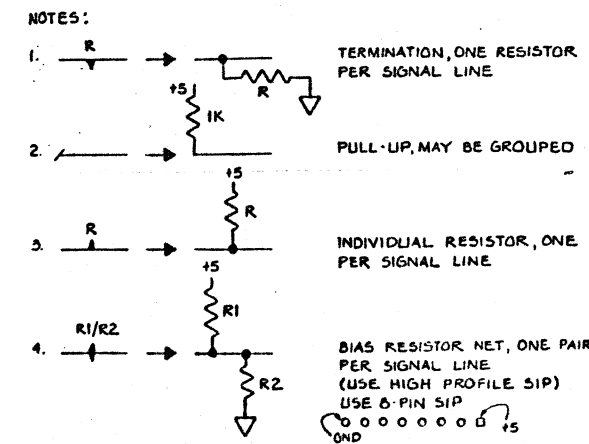 NOTES:
1. R R TERMINATION, ONE RESISTOR
PER SIGNAL LINE
+5
1K
2. PULL-UP, MAY BE GROUPED
+5
R
3. R INDIVIDUAL RESISTOR, ONE
PER SIGNAL LINE
+5
R1
R1/R2
4. BIAS RESISTOR NET, ONE PAIR
PER SIGNAL LINE
R2 (USE HIGH PROFILE SIP)
USE 8-PIN SIP
GND +5